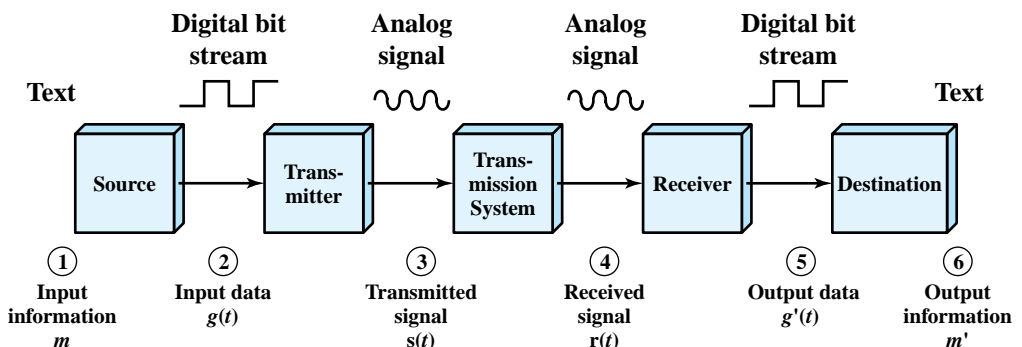 Digital bit
stream
Analog
signal
Analog
signal
Digital bit
stream
Text
Text
Source
Trans-
mitter
Trans-
mission
System
Receiver
Destination
1
Input
information
m
2
Input data
g(t)
3
Transmitted
signal
s(t)
4
Received
signal
r(t)
5
Output data
g'(t)
6
Output
information
m'